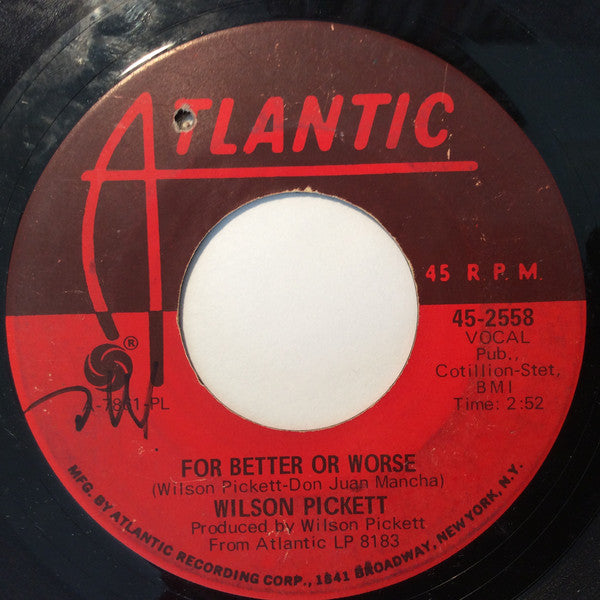 ATLANTIC
®
45 RPM
45-2558
VOCAL
Pub.,
Cotillion-Stet,
BMI
Time: 2:52
FOR BETTER OR WORSE
(Wilson Pickett-Don Juan Mancha)
WILSON PICKETT
Produced by Wilson Pickett
From Atlantic LP 8183
MFG. BY ATLANTIC RECORDING CORP., 1841 BROADWAY, NEW YORK, N.Y.